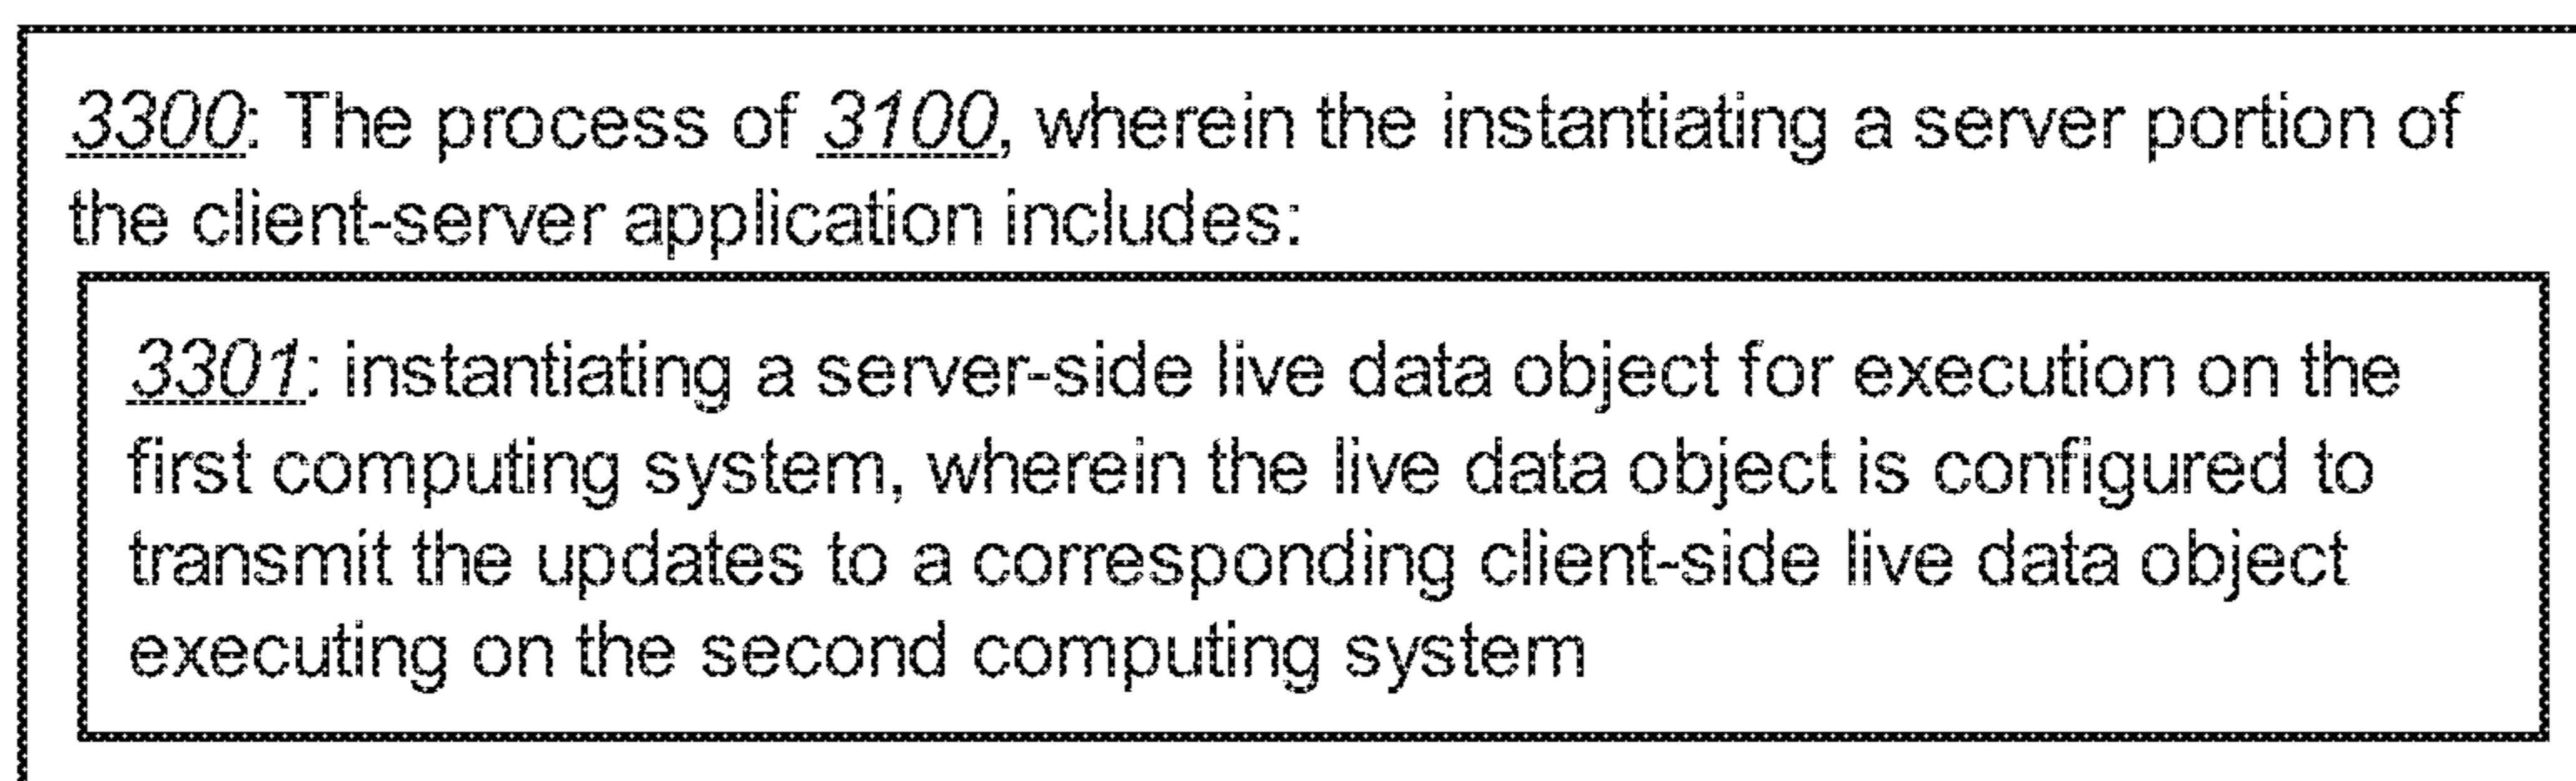 3300: The process of 3100, wherein the instantiating a server portion of
the client-server application includes:
3301: instantiating a server-side live data object for execution on the
first computing system, wherein the live data object is configured to
transmit the updates to a corresponding client-side live data object
executing on the second computing system